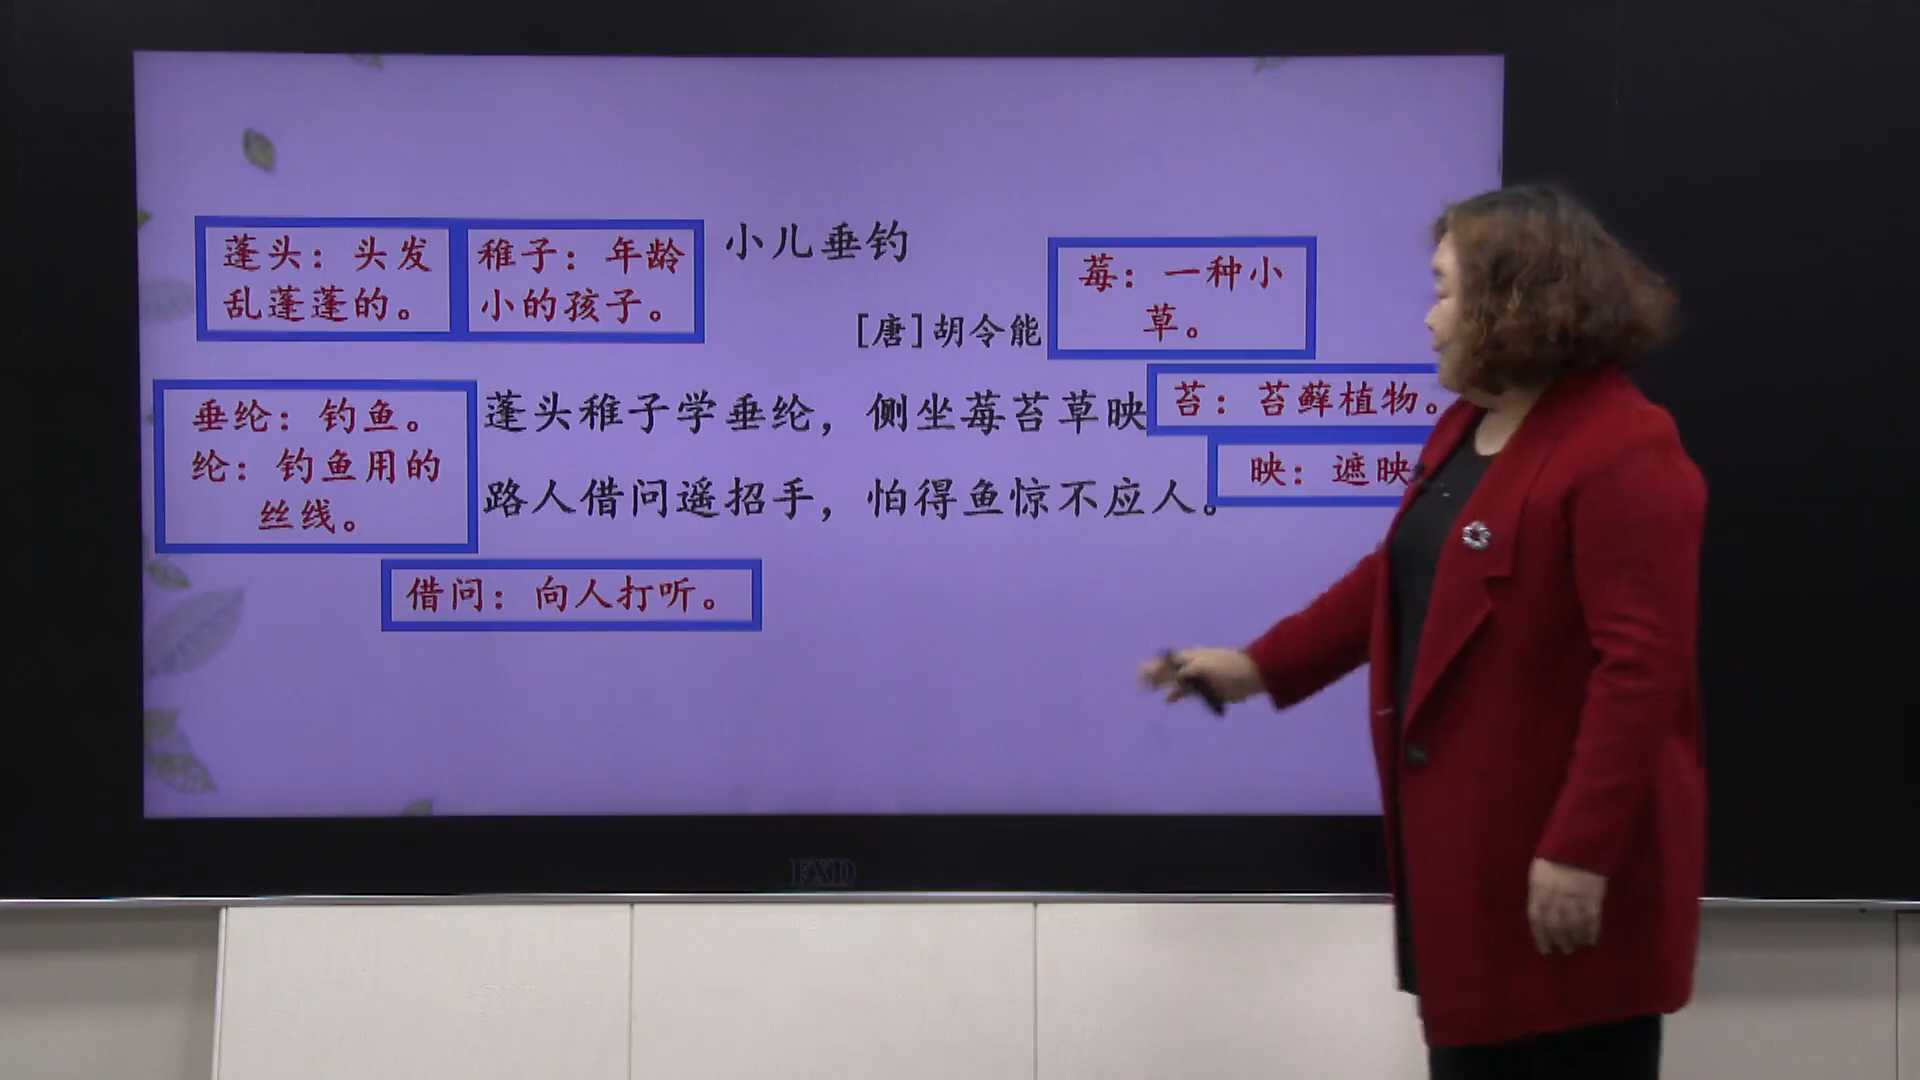 蓬头：头发
乱蓬蓬的。
稚子：年龄
小的孩子。
小儿垂钓
[唐]胡令能
莓：一种小
草。
垂纶：钓鱼。
纶：钓鱼用的
丝线。
蓬头稚子学垂纶，侧坐莓苔草映
苔：苔藓植物。
映：遮映
路人借问遥招手，怕得鱼惊不应人。
借问：向人打听。
FXD